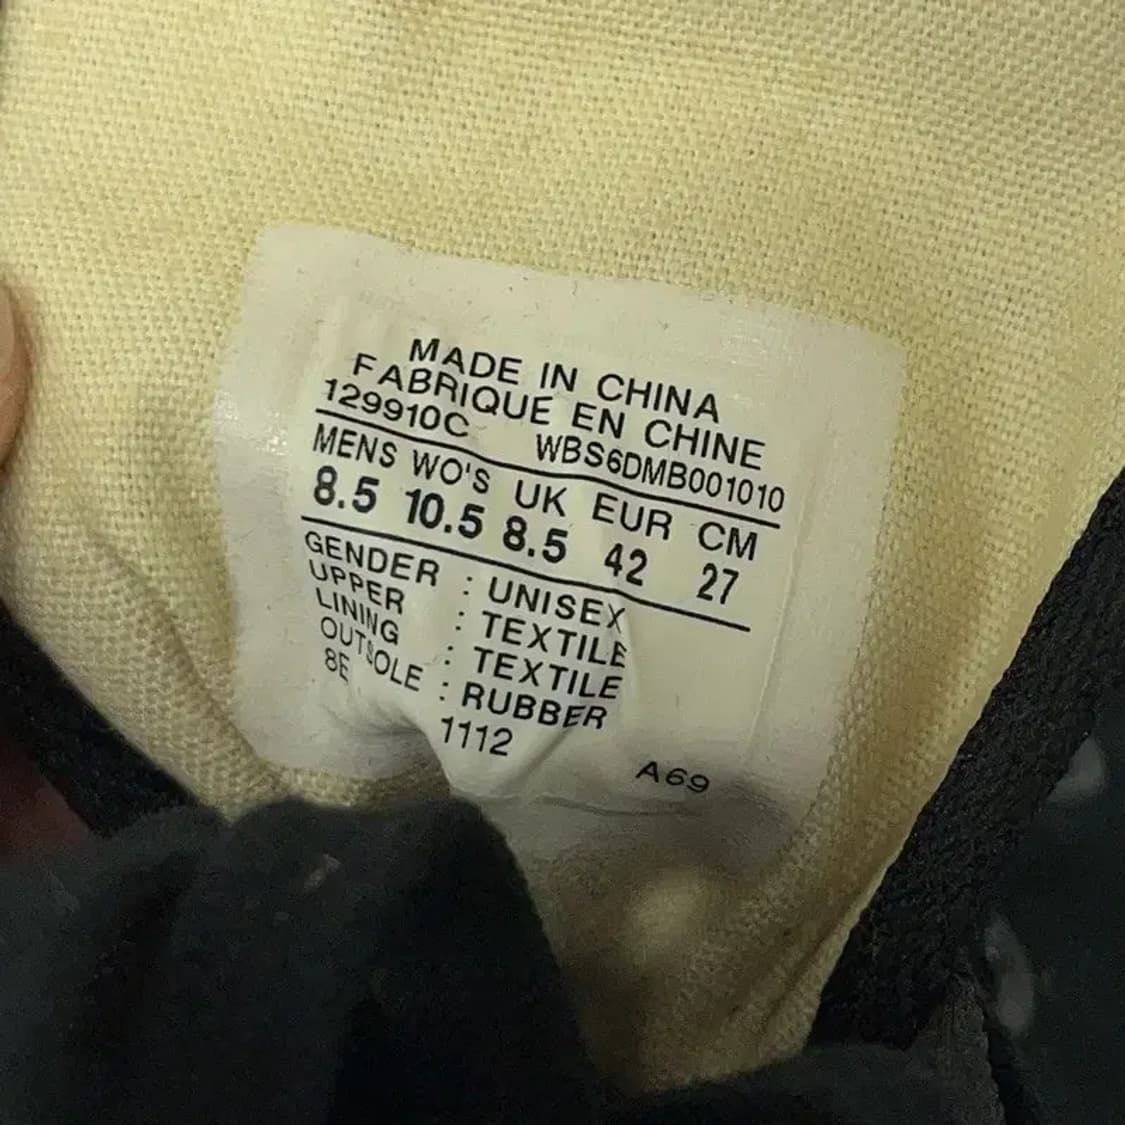 MADE IN CHINA
FABRIQUE EN CHINE
129910C WBS6DMB001010
MENS WO'S UK EUR CM
8.5 10.5 8.5 42 27
GENDER : UNISEX
UPPER : TEXTILE
LINING : TEXTILE
OUTSOLE : RUBBER
8E 1112 A69